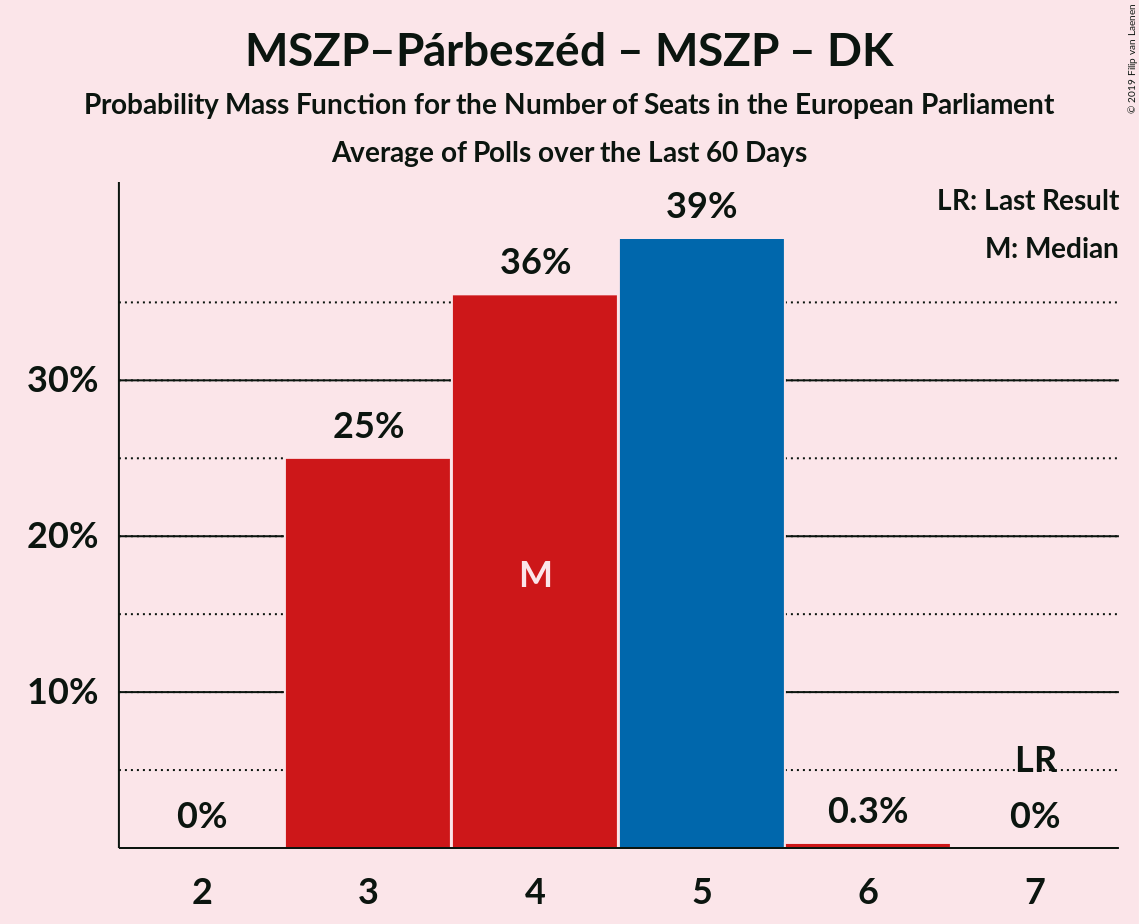 MSZP–Párbeszéd – MSZP – DK
Probability Mass Function for the Number of Seats in the European Parliament
Average of Polls over the Last 60 Days
© 2019 Filip van Laenen
LR: Last Result
M: Median
39%
36%
25%
30%
20%
10%
M
LR
0%
0.3%
0%
2 3 4 5 6 7